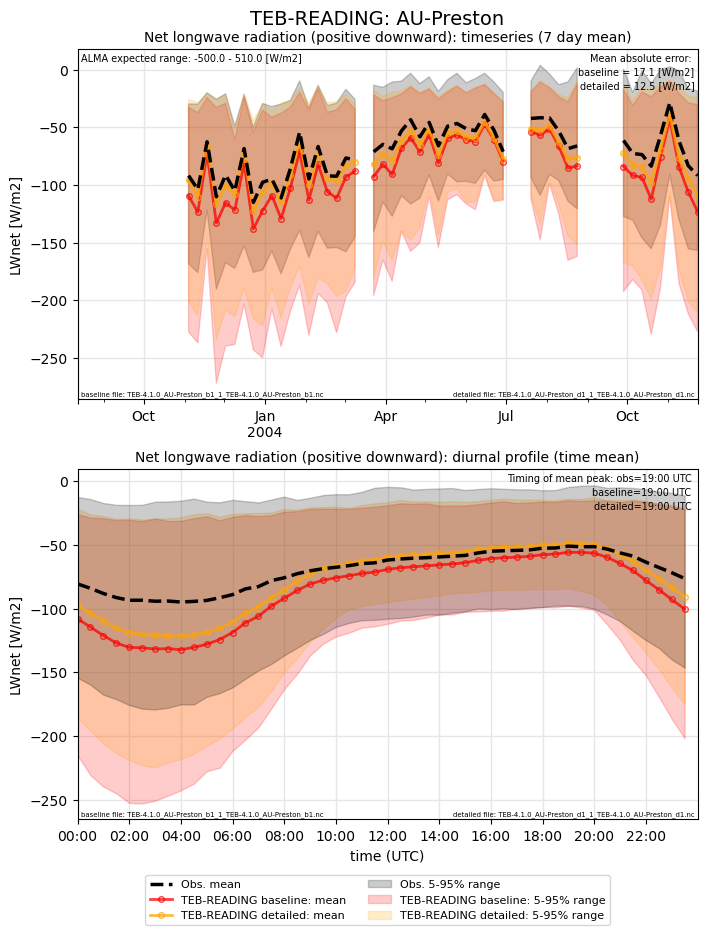 TEB-READING: AU-Preston
Net longwave radiation (positive downward): timeseries (7 day mean)
ALMA expected range: -500.0 - 510.0 [W/m2]
Mean absolute error:
baseline = 17.1 [W/m2]
detailed = 12.5 [W/m2]
0
−50
−100
−150
−200
−250
LWnet [W/m2]
baseline file: TEB-4.1.0_AU-Preston_b1_1_TEB-4.1.0_AU-Preston_b1.nc
detailed file: TEB-4.1.0_AU-Preston_d1_1_TEB-4.1.0_AU-Preston_d1.nc
Oct Jan Apr Jul Oct
2004
Net longwave radiation (positive downward): diurnal profile (time mean)
Timing of mean peak: obs=19:00 UTC
baseline=19:00 UTC
detailed=19:00 UTC
0
−50
−100
−150
−200
−250
LWnet [W/m2]
baseline file: TEB-4.1.0_AU-Preston_b1_1_TEB-4.1.0_AU-Preston_b1.nc
detailed file: TEB-4.1.0_AU-Preston_d1_1_TEB-4.1.0_AU-Preston_d1.nc
00:00 02:00 04:00 06:00 08:00 10:00 12:00 14:00 16:00 18:00 20:00 22:00
time (UTC)
Obs. mean
TEB-READING baseline: mean
TEB-READING detailed: mean
Obs. 5-95% range
TEB-READING baseline: 5-95% range
TEB-READING detailed: 5-95% range